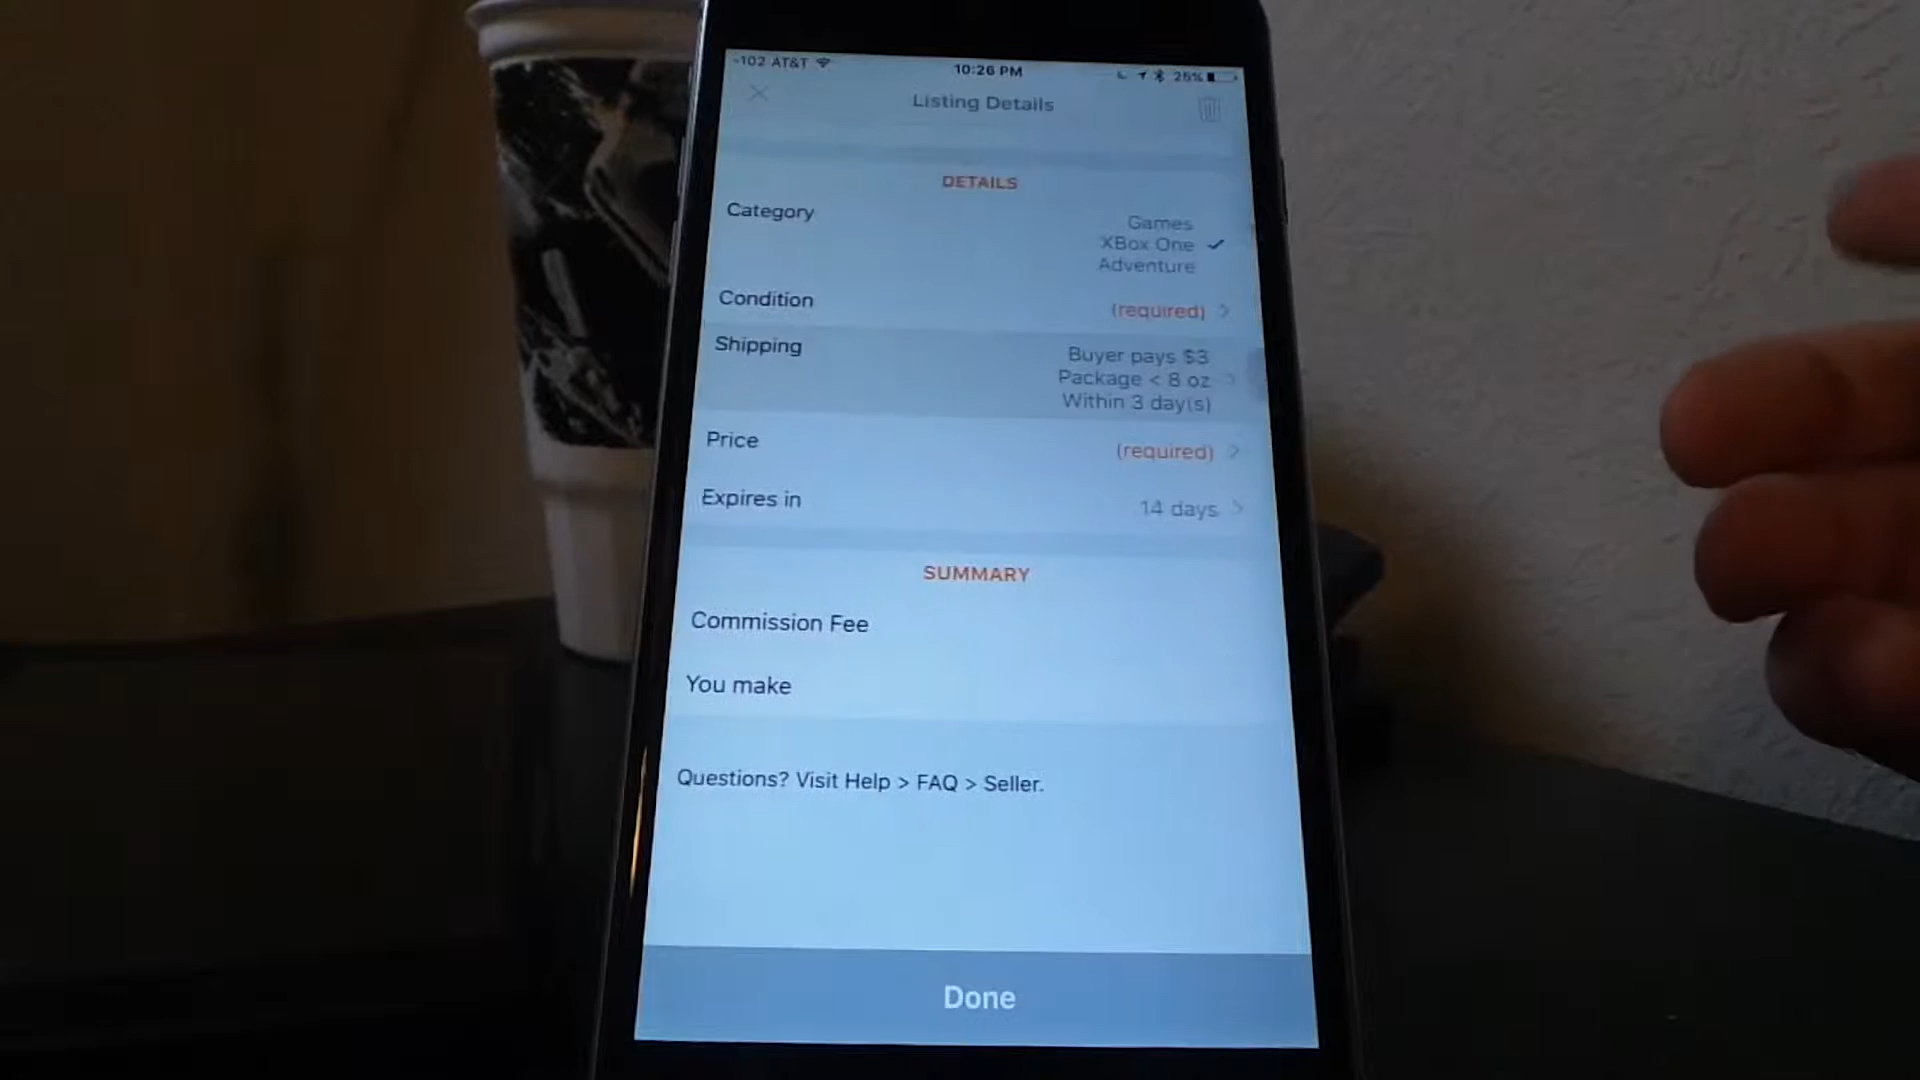 -102 AT&T 10:26 PM 25%
Listing Details
DETAILS
Category
Games
XBox One
Adventure
Condition (required)
Shipping
Buyer pays $3
Package < 8 oz
Within 3 day(s)
Price (required)
Expires in 14 days
SUMMARY
Commission Fee
You make
Questions? Visit Help > FAQ > Seller.
Done